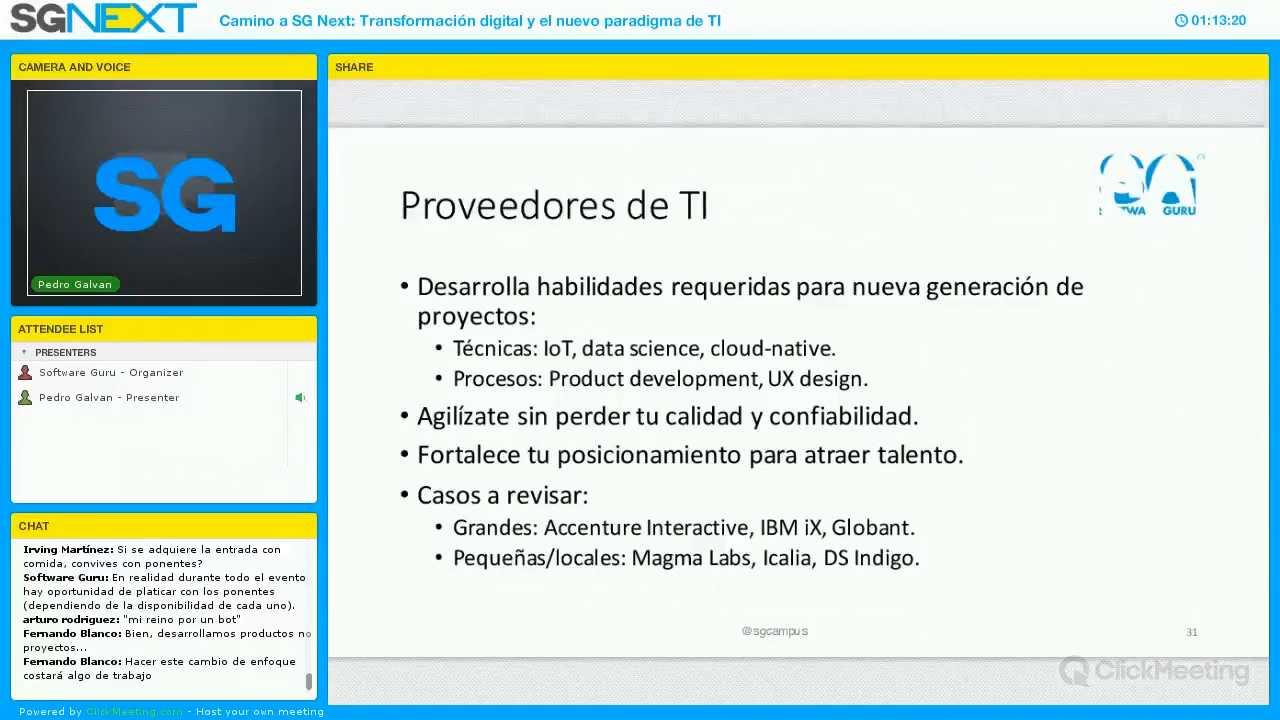 SGNEXT
Camino a SG Next: Transformación digital y el nuevo paradigma de TI
01:13:20
CAMERA AND VOICE
SG
Pedro Galvan
ATTENDEE LIST
PRESENTERS
Software Guru - Organizer
Pedro Galvan - Presenter
CHAT
Irving Martínez: Si se adquiere la entrada con
comida, convives con ponentes?
Software Guru: En realidad durante todo el evento
hay oportunidad de platicar con los ponentes
(dependiendo de la disponibilidad de cada uno).
arturo rodriguez: "mi reino por un bot"
Fernando Blanco: Bien, desarrollamos productos no
proyectos...
Fernando Blanco: Hacer este cambio de enfoque
costará algo de trabajo
SHARE
GURU
Proveedores de TI
• Desarrolla habilidades requeridas para nueva generación de
proyectos:
• Técnicas: IoT, data science, cloud-native.
• Procesos: Product development, UX design.
• Agilízate sin perder tu calidad y confiabilidad.
• Fortalece tu posicionamiento para atraer talento.
• Casos a revisar:
• Grandes: Accenture Interactive, IBM iX, Globant.
• Pequeñas/locales: Magma Labs, Icalia, DS Indigo.
@sgcampus
31
ClickMeeting
Powered by ClickMeeting.com - Host your own meeting